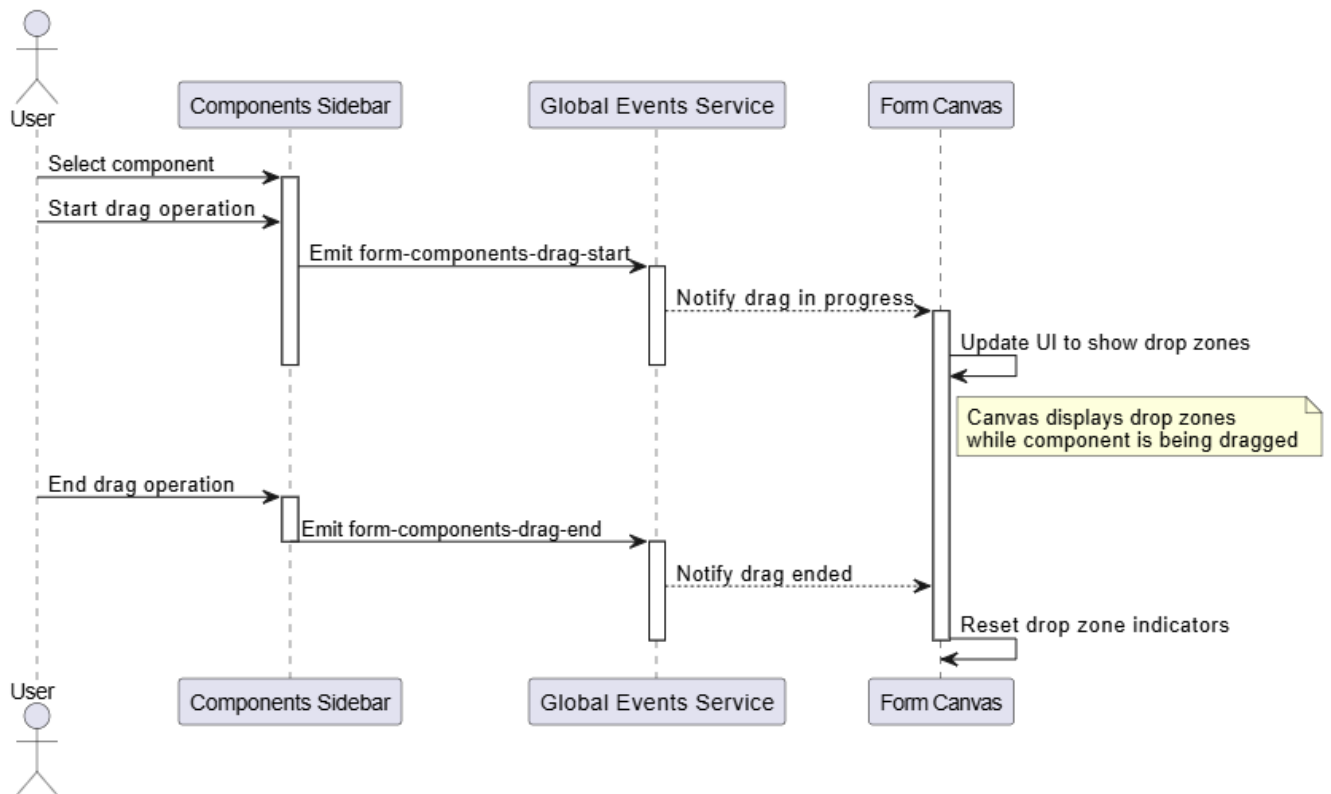 User
Components Sidebar
Global Events Service
Form Canvas
Select component
Start drag operation
Emit form-components-drag-start
Notify drag in progress
Update UI to show drop zones
Canvas displays drop zones
while component is being dragged
End drag operation
Emit form-components-drag-end
Notify drag ended
Reset drop zone indicators
User
Components Sidebar
Global Events Service
Form Canvas